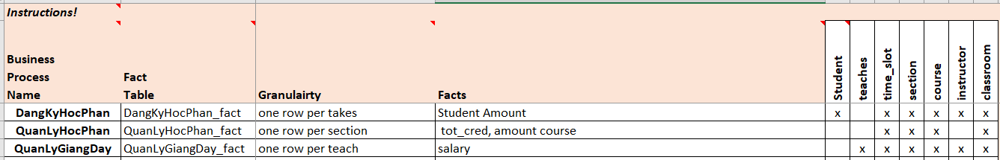 Instructions!
Business Process Name Fact Table Granulairty Facts Student teaches time_slot section course instructor classroom
DangKyHocPhan DangKyHocPhan_fact one row per takes Student Amount x x x x x x
QuanLyHocPhan QuanLyHocPhan_fact one row per section tot_cred, amount course x x x x
QuanLyGiangDay QuanLyGiangDay_fact one row per teach salary x x x x x x